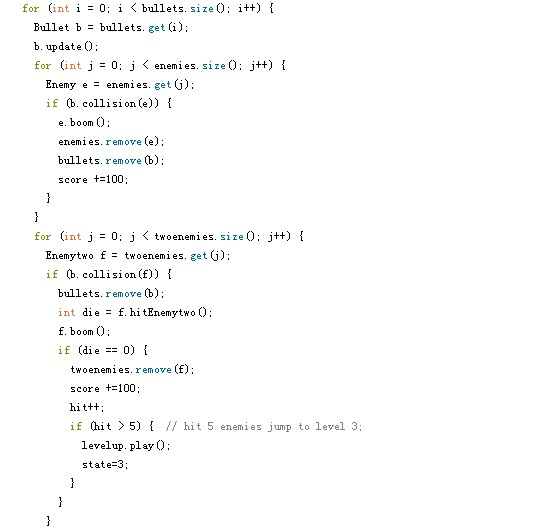 for (int i = 0; i < bullets.size(); i++) {
Bullet b = bullets.get(i);
b.update();
for (int j = 0; j < enemies.size(); j++) {
Enemy e = enemies.get(j);
if (b.collision(e)) {
e.boom();
enemies.remove(e);
bullets.remove(b);
score +=100;
}
}
for (int j = 0; j < twoenemies.size(); j++) {
Enemytwo f = twoenemies.get(j);
if (b.collision(f)) {
bullets.remove(b);
int die = f.hitEnemytwo();
f.boom();
if (die == 0) {
twoenemies.remove(f);
score +=100;
hit++;
if (hit > 5) { // hit 5 enemies jump to level 3;
levelup.play();
state=3;
}
}
}